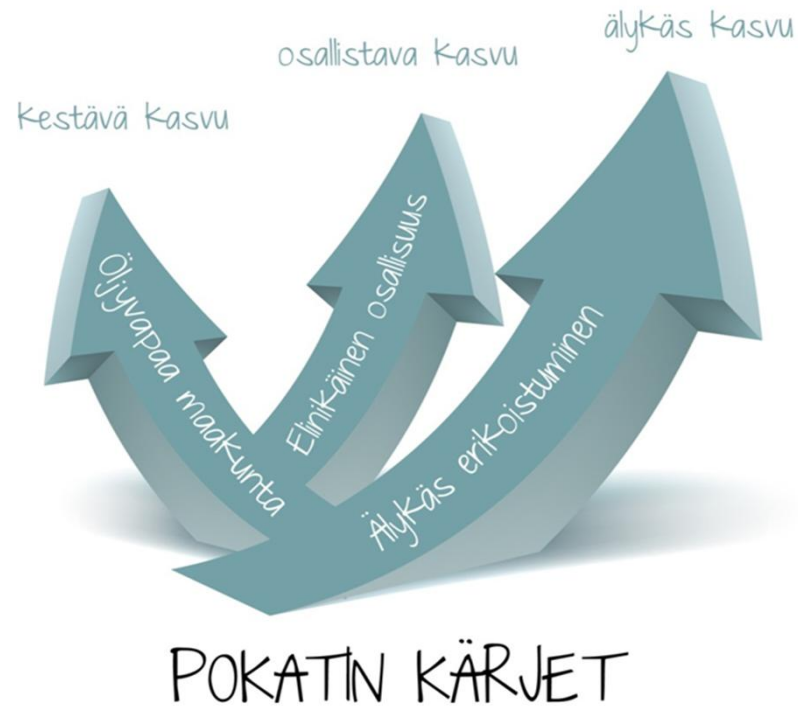 kestävä kasvu
osallistava kasvu
älykäs kasvu
Öljyvapaa maakunta
Elinikäinen osallisuus
Älykäs erikoistuminen
POKATIN KÄRJET